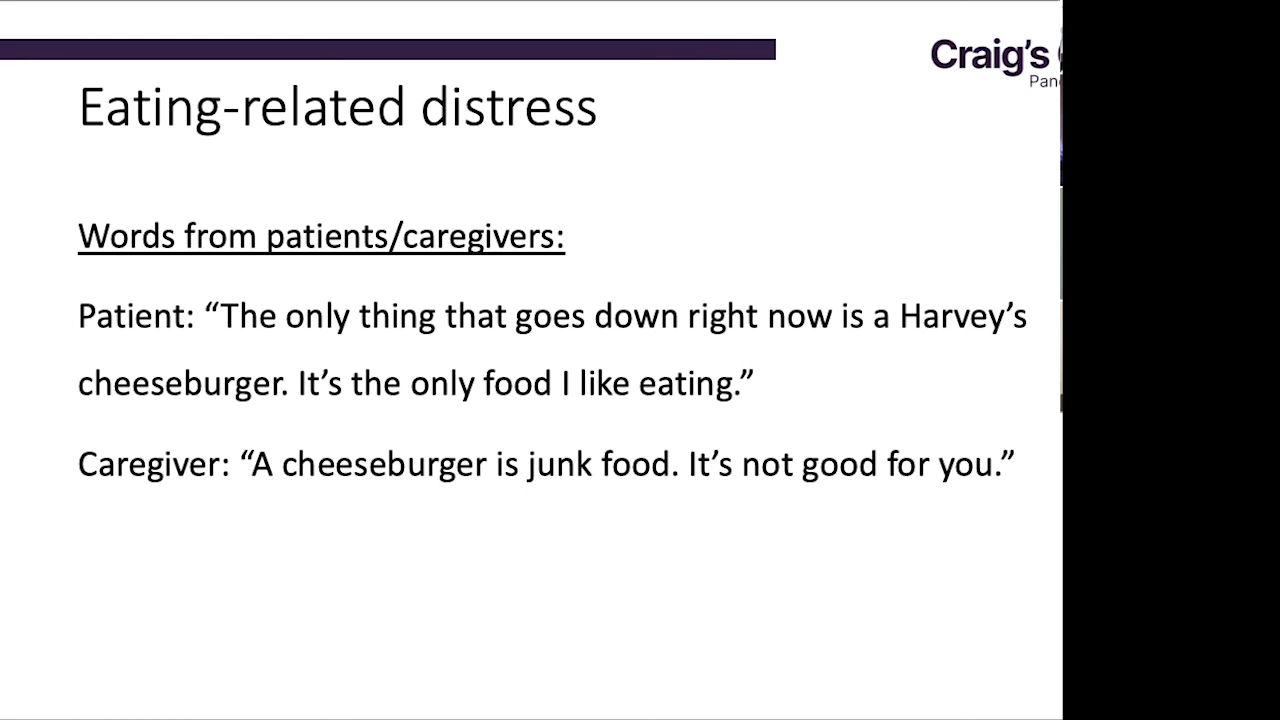 Craig's
Eating-related distress
Words from patients/caregivers:
Patient: “The only thing that goes down right now is a Harvey’s
cheeseburger. It’s the only food I like eating.”
Caregiver: “A cheeseburger is junk food. It’s not good for you.”